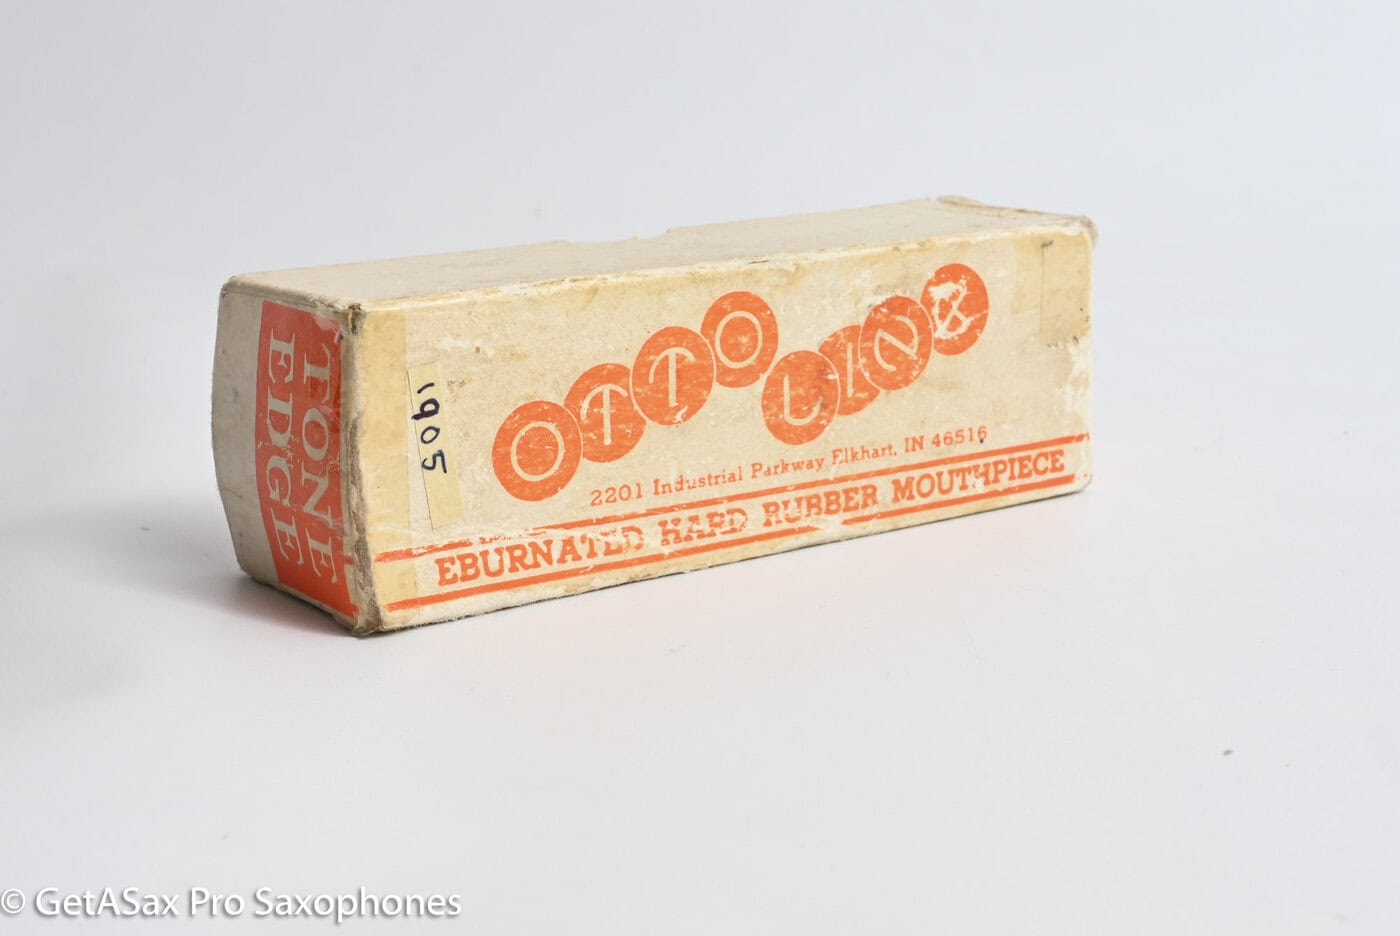 TONE
EDGE
1905
OTTO LINK
2201 Industrial Parkway Elkhart, IN 46516
EBURNATED HARD RUBBER MOUTHPIECE
© GetASax Pro Saxophones